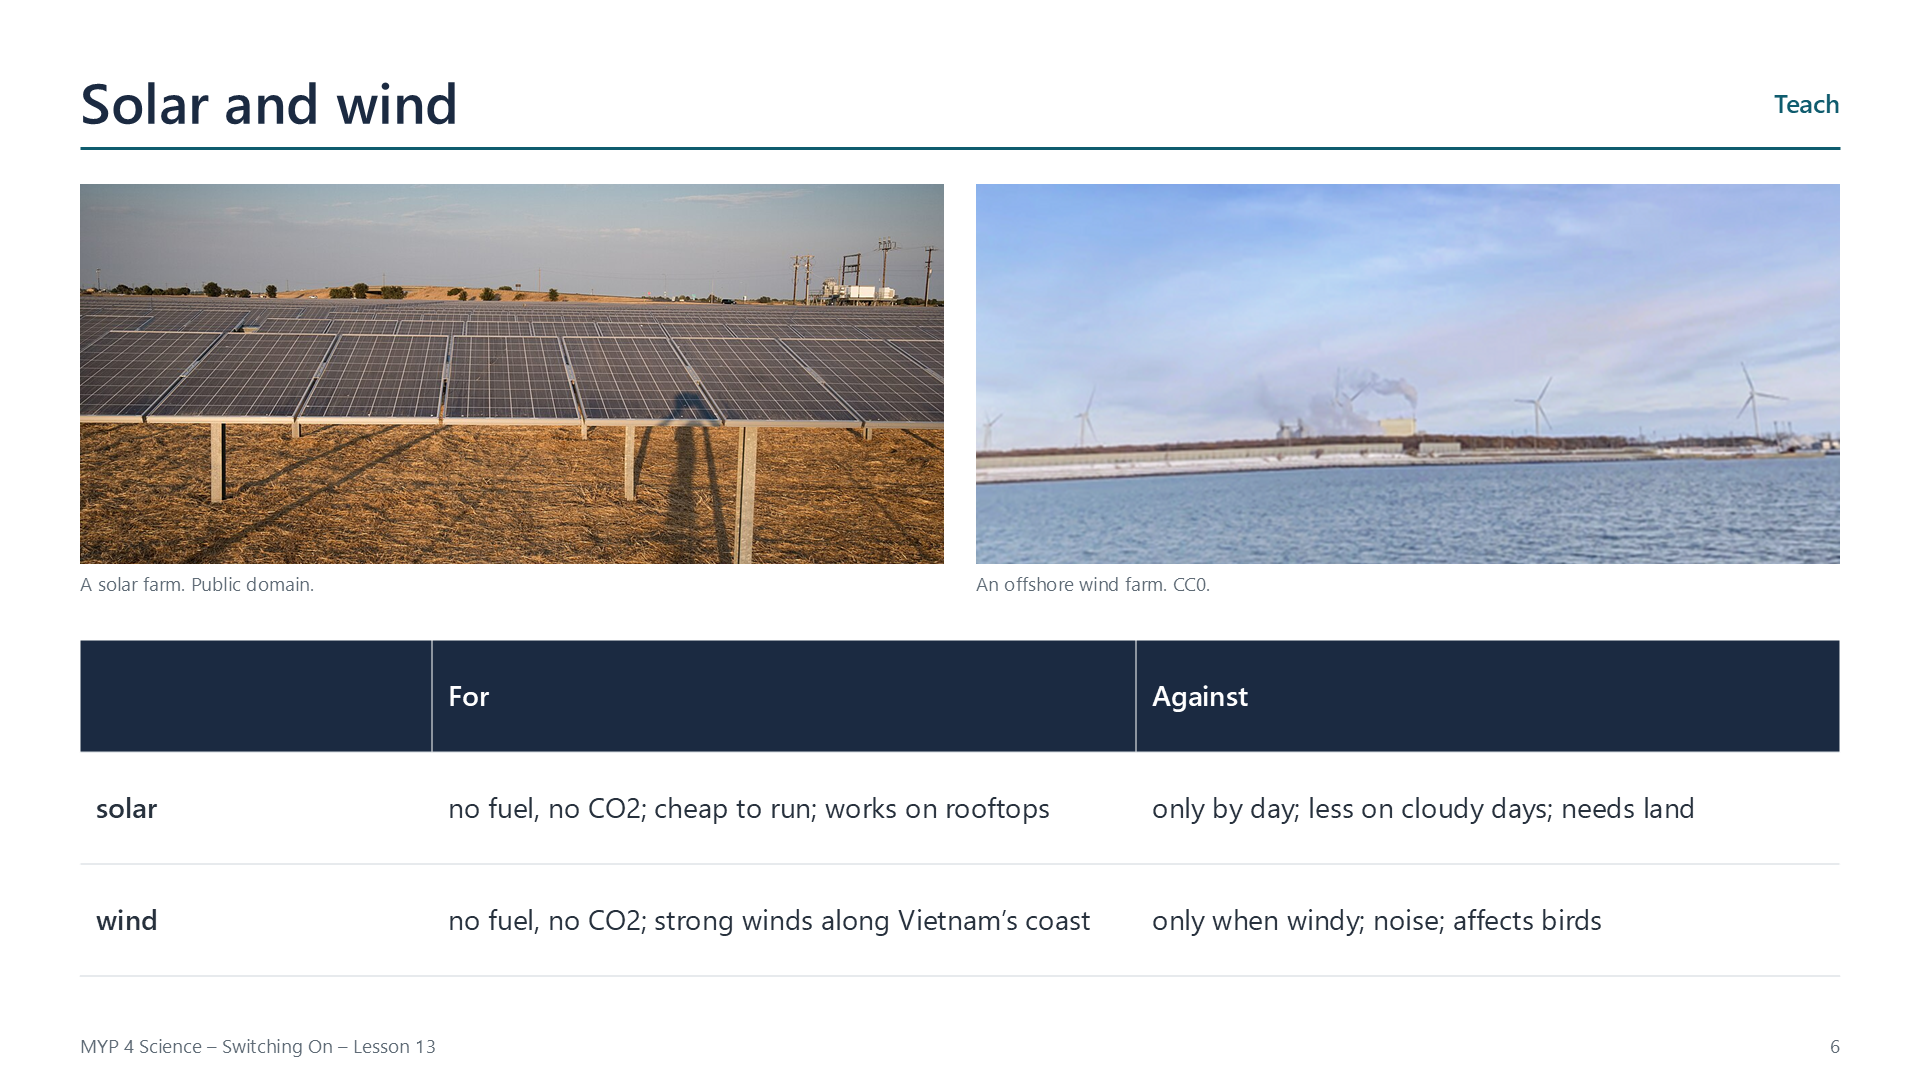 Solar and wind
Teach
A solar farm. Public domain.
An offshore wind farm. CC0.
For
Against
solar
no fuel, no CO2; cheap to run; works on rooftops
only by day; less on cloudy days; needs land
wind
no fuel, no CO2; strong winds along Vietnam’s coast
only when windy; noise; affects birds
MYP 4 Science – Switching On – Lesson 13
6